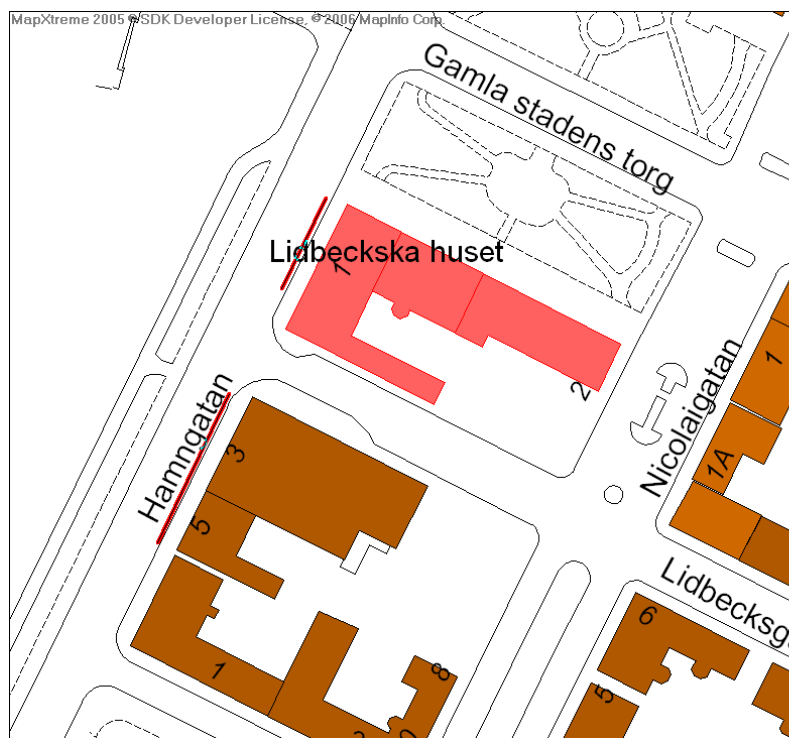 MapXtreme 2005 ® SDK Developer License, © 2006 MapInfo Corp.
Gamla stadens torg
Lidbeckska huset
1
2
1
Nicolaigatan
1A
Hamngatan
3
5
Lidbecksg
6
1
8
5